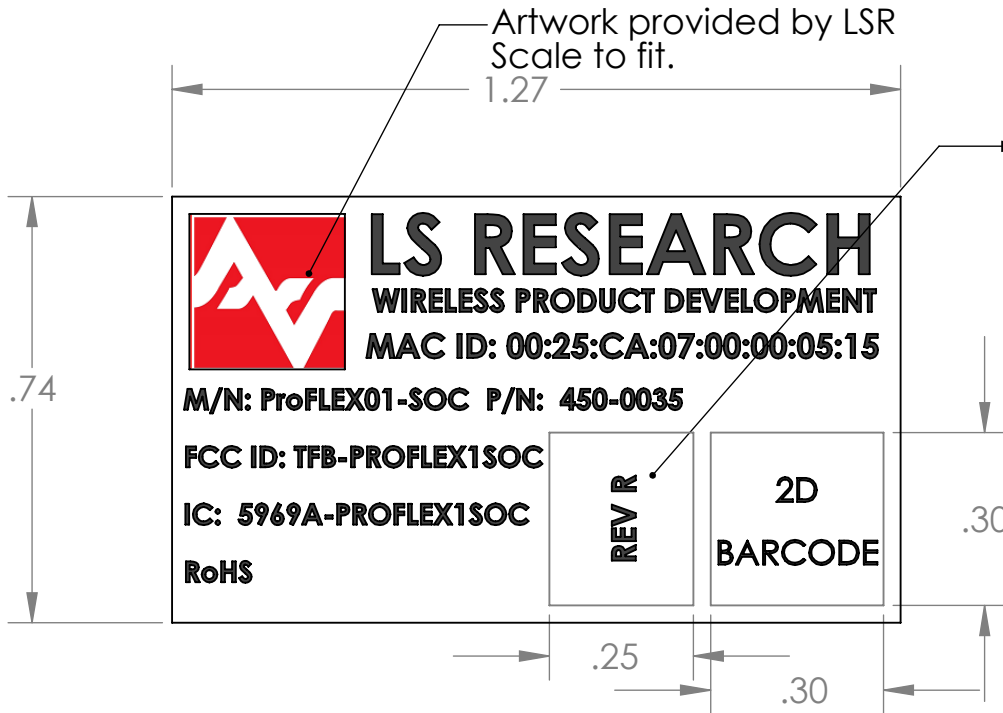 Artwork provided by LSR
Scale to fit.
1.27
LS RESEARCH
WIRELESS PRODUCT DEVELOPMENT
MAC ID: 00:25:CA:07:00:00:05:15
.74
M/N: ProFLEX01-SOC P/N: 450-0035
FCC ID: TFB-PROFLEX1SOC
IC: 5969A-PROFLEX1SOC
RoHS
REV R
2D
BARCODE
.30
.25
.30